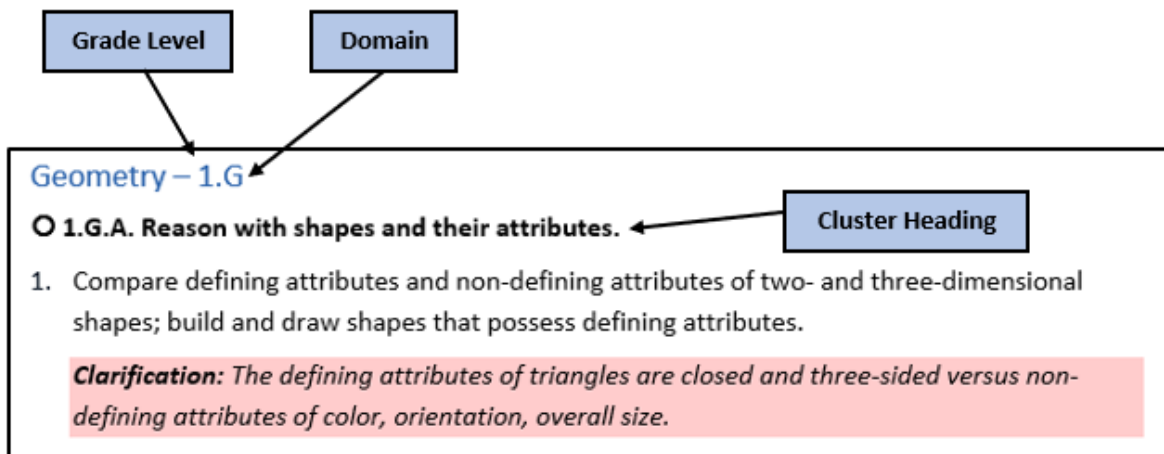 Grade Level
Domain
Geometry – 1.G
O 1.G.A. Reason with shapes and their attributes.
Cluster Heading
1. Compare defining attributes and non-defining attributes of two- and three-dimensional
shapes; build and draw shapes that possess defining attributes.
Clarification: The defining attributes of triangles are closed and three-sided versus non-
defining attributes of color, orientation, overall size.